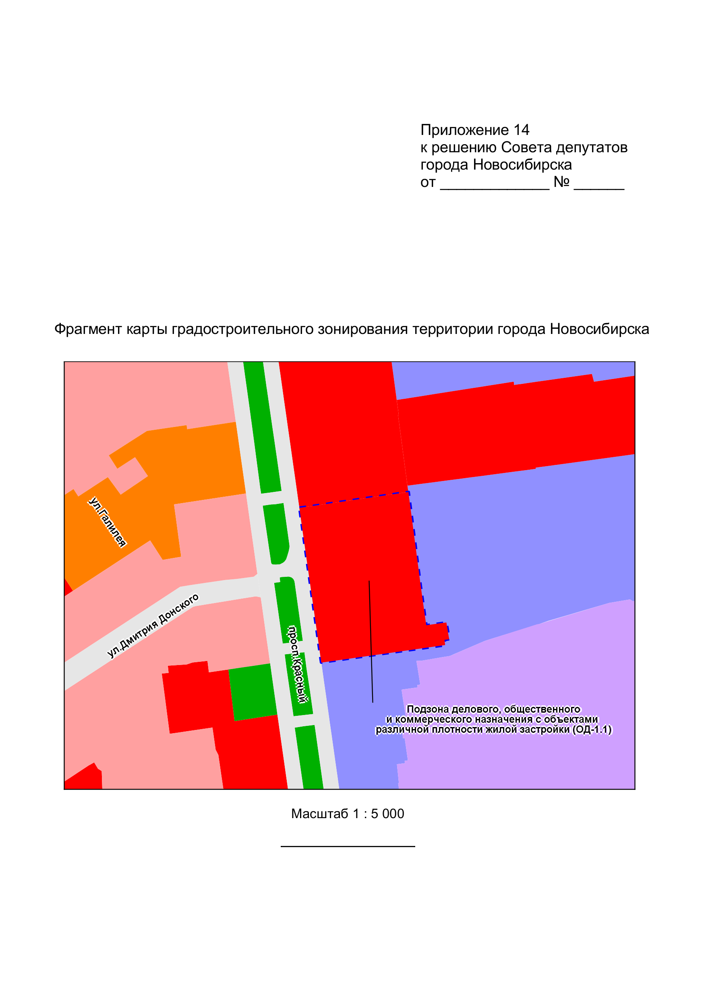 Приложение 14
к решению Совета депутатов
города Новосибирска
от _____________ № ______
Фрагмент карты градостроительного зонирования территории города Новосибирска
ул.Галилея
ул.Дмитрия Донского
просп.Красный
Подзона делового, общественного
и коммерческого назначения с объектами
различной плотности жилой застройки (ОД-1.1)
Масштаб 1 : 5 000